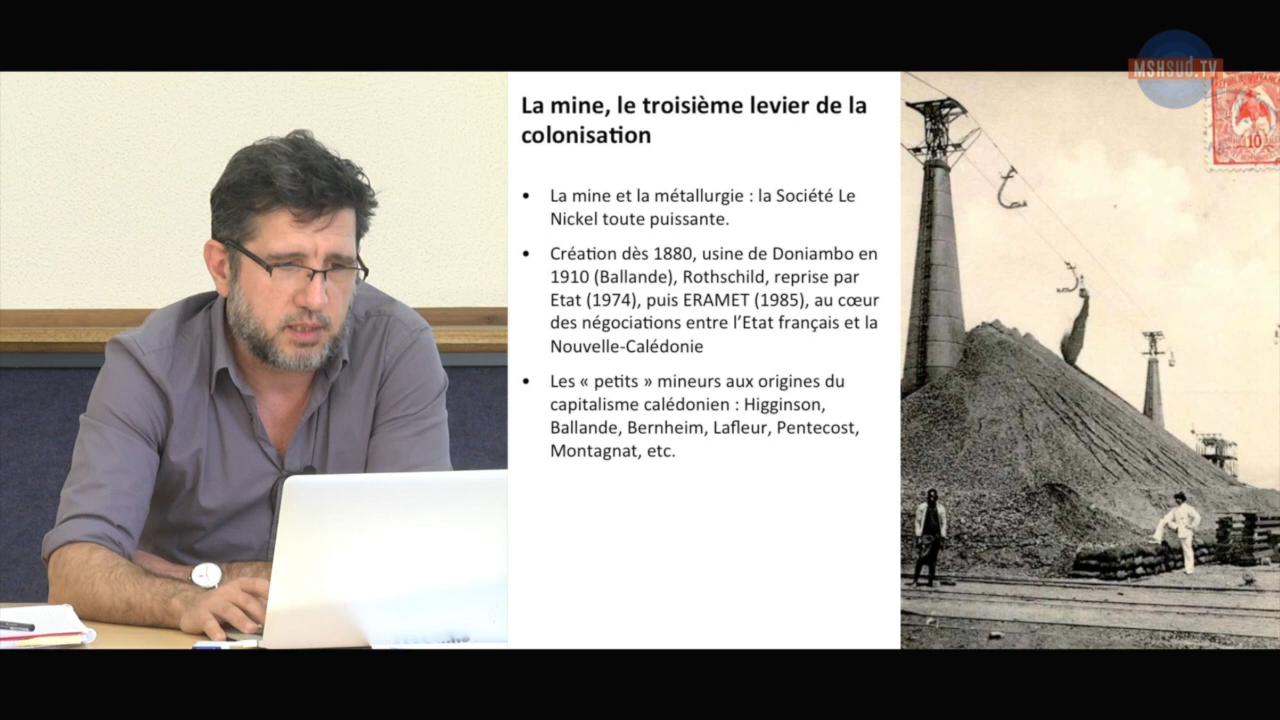 MSHSUD.TV
La mine, le troisième levier de la
colonisation
• La mine et la métallurgie : la Société Le
Nickel toute puissante.
• Création dès 1880, usine de Doniambo en
1910 (Ballande), Rothschild, reprise par
Etat (1974), puis ERAMET (1985), au cœur
des négociations entre l’Etat français et la
Nouvelle-Calédonie
• Les « petits » mineurs aux origines du
capitalisme calédonien : Higginson,
Ballande, Bernheim, Lafleur, Pentecost,
Montagnat, etc.
10